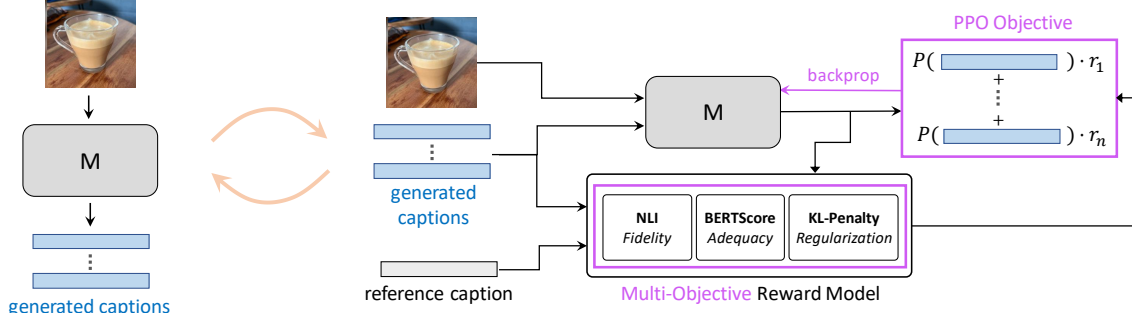 M
generated captions
generated
captions
reference caption
M
backprop
PPO Objective
P( ) · r₁
+
⋮
+
P( ) · rₙ
NLI
Fidelity
BERTScore
Adequacy
KL-Penalty
Regularization
Multi-Objective Reward Model